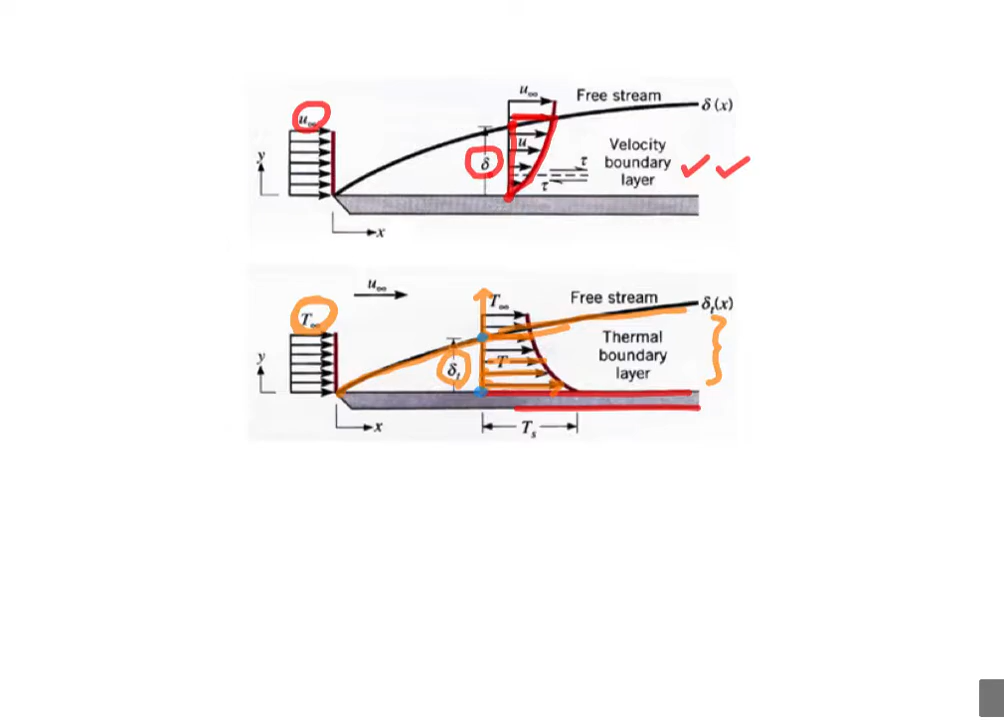 u∞ Free stream δ(x)
u∞
y
δ u τ
Velocity
boundary
layer
τ
x
u∞
T∞ Free stream δt(x)
T∞
y
δt T
Thermal
boundary
layer
x
Ts